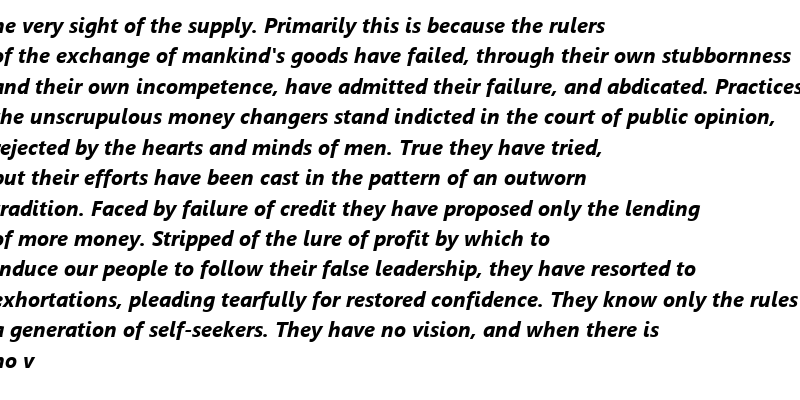 he very sight of the supply. Primarily this is because the rulers
of the exchange of mankind's goods have failed, through their own stubbornness
and their own incompetence, have admitted their failure, and abdicated. Practices
the unscrupulous money changers stand indicted in the court of public opinion,
rejected by the hearts and minds of men. True they have tried,
but their efforts have been cast in the pattern of an outworn
tradition. Faced by failure of credit they have proposed only the lending
of more money. Stripped of the lure of profit by which to
nduce our people to follow their false leadership, they have resorted to
exhortations, pleading tearfully for restored confidence. They know only the rules
a generation of self-seekers. They have no vision, and when there is
no v